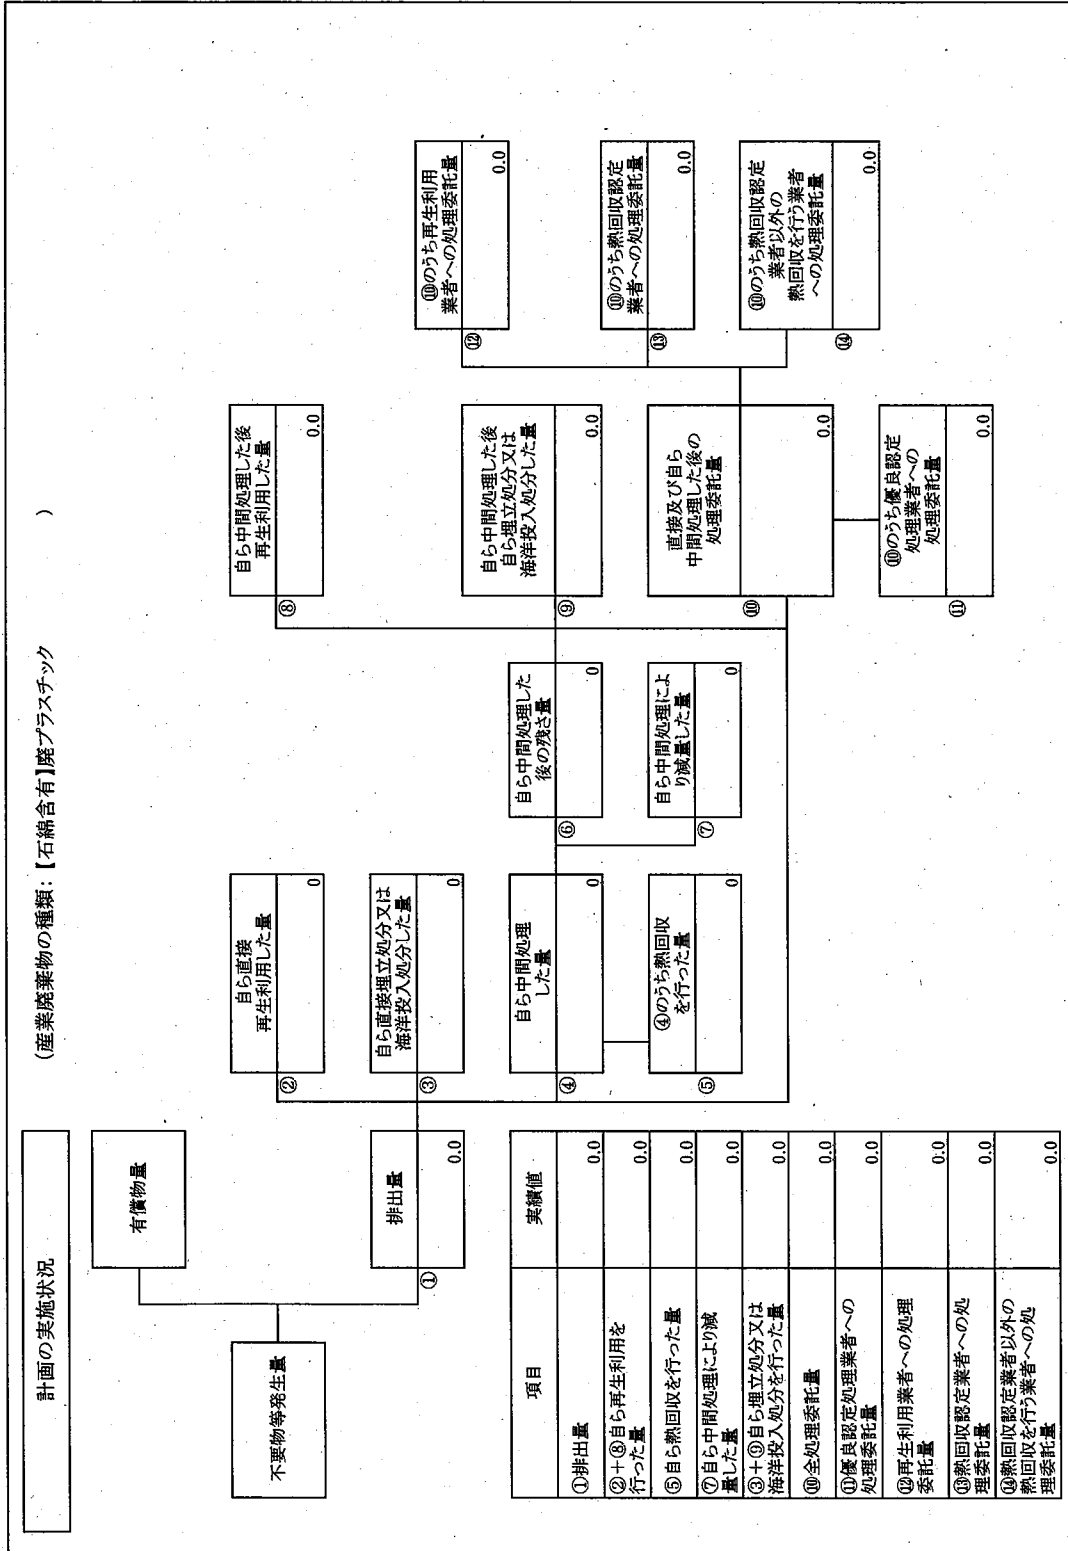 計画の実施状況
(産業廃棄物の種類:【石綿含有】廃プラスチック )
不要物等発生量
有償物量
①
排出量
0.0
②
自ら直接
再生利用した量
0
③
自ら直接埋立処分又は
海洋投入処分した量
0
④
自ら中間処理
した量
0
⑤
④のうち熱回収
を行った量
0
⑥
自ら中間処理した
後の残さ量
0
⑦
自ら中間処理によ
り減量した量
0
⑧
自ら中間処理した後
再生利用した量
0.0
⑨
自ら中間処理した後
自ら埋立処分又は
海洋投入処分した量
0.0
⑩
直接及び自ら
中間処理した後の
処理委託量
0.0
⑪
⑩のうち優良認定
処理業者への
処理委託量
0.0
⑫
⑩のうち再生利用
業者への処理委託量
0.0
⑬
⑩のうち熱回収認定
業者への処理委託量
0.0
⑭
⑩のうち熱回収認定
業者以外の
熱回収を行う業者
への処理委託量
0.0
項目 実績値
①排出量 0.0
②+⑧自ら再生利用を
行った量 0.0
⑤自ら熱回収を行った量 0.0
⑦自ら中間処理により減
量した量 0.0
③+⑨自ら埋立処分又は
海洋投入処分を行った量 0.0
⑩全処理委託量 0.0
⑪優良認定処理業者への
処理委託量 0.0
⑫再生利用業者への処理
委託量 0.0
⑬熱回収認定業者への処
理委託量 0.0
⑭熱回収認定業者以外の
熱回収を行う業者への処
理委託量 0.0